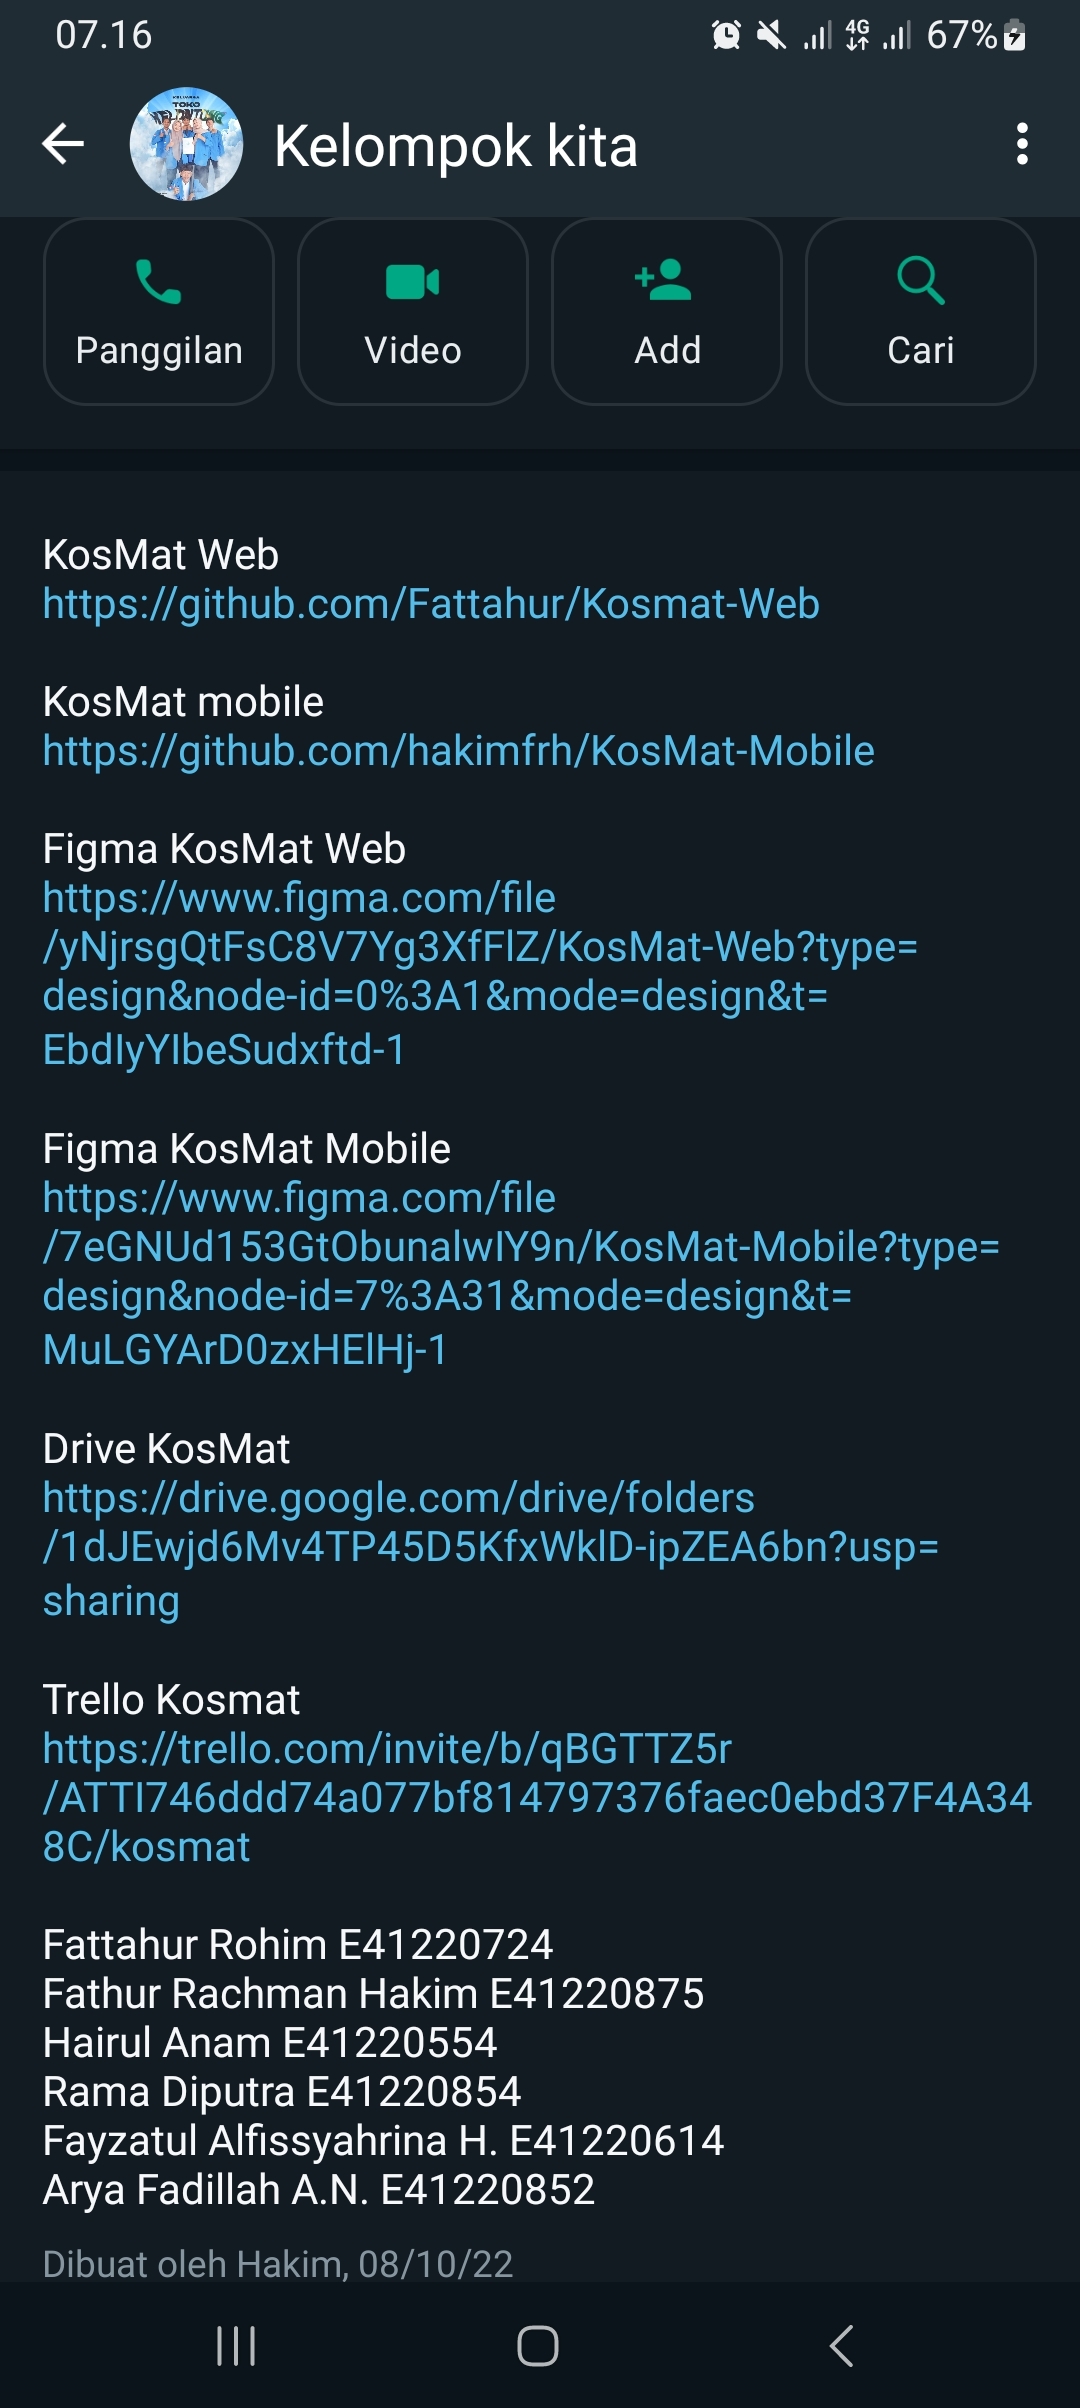 07.16
4G
67%
TOKO
Kelompok kita
Panggilan
Video
Add
Cari
KosMat Web
https://github.com/Fattahur/Kosmat-Web
KosMat mobile
https://github.com/hakimfrh/KosMat-Mobile
Figma KosMat Web
https://www.figma.com/file
/yNjrsgQtFsC8V7Yg3XfFlZ/KosMat-Web?type=
design&node-id=0%3A1&mode=design&t=
EbdIyYIbeSudxftd-1
Figma KosMat Mobile
https://www.figma.com/file
/7eGNUd153GtObunalwIY9n/KosMat-Mobile?type=
design&node-id=7%3A31&mode=design&t=
MuLGYArD0zxHElHj-1
Drive KosMat
https://drive.google.com/drive/folders
/1dJEwjd6Mv4TP45D5KfxWklD-ipZEA6bn?usp=
sharing
Trello Kosmat
https://trello.com/invite/b/qBGTTZ5r
/ATTI746ddd74a077bf814797376faec0ebd37F4A34
8C/kosmat
Fattahur Rohim E41220724
Fathur Rachman Hakim E41220875
Hairul Anam E41220554
Rama Diputra E41220854
Fayzatul Alfissyahrina H. E41220614
Arya Fadillah A.N. E41220852
Dibuat oleh Hakim, 08/10/22